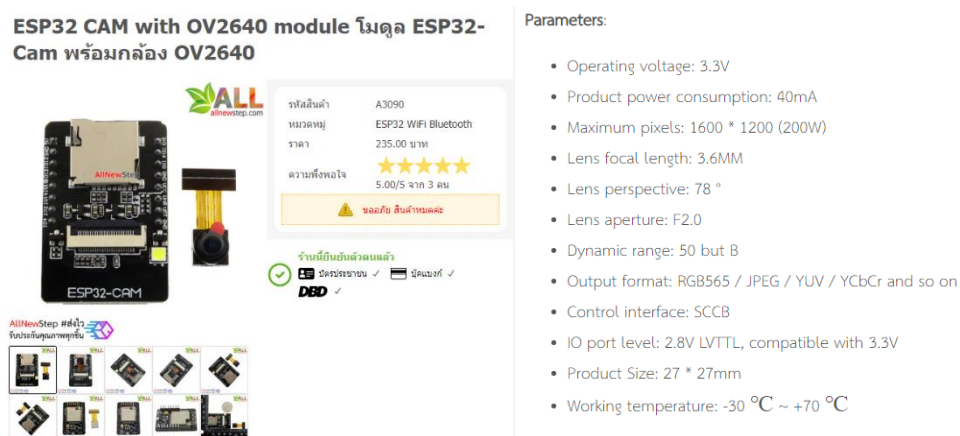 ESP32 CAM with OV2640 module โมดูล ESP32-
Cam พร้อมกล้อง OV2640
ALL
allnewstep.com
AllNewStep
ESP32-CAM
รหัสสินค้า A3090
หมวดหมู่ ESP32 WiFi Bluetooth
ราคา 235.00 บาท
ความพึงพอใจ
5.00/5 จาก 3 คน
ขออภัย สินค้าหมดค่ะ
ร้านนี้ยืนยันตัวตนแล้ว
บัตรประชาชน ✓ บุ๊คแบงก์ ✓
DBD ✓
AllNewStep #ส่งไว
รับประกันคุณภาพทุกชิ้น
Parameters:
• Operating voltage: 3.3V
• Product power consumption: 40mA
• Maximum pixels: 1600 * 1200 (200W)
• Lens focal length: 3.6MM
• Lens perspective: 78 °
• Lens aperture: F2.0
• Dynamic range: 50 but B
• Output format: RGB565 / JPEG / YUV / YCbCr and so on
• Control interface: SCCB
• IO port level: 2.8V LVTTL, compatible with 3.3V
• Product Size: 27 * 27mm
• Working temperature: -30 ℃ ~ +70 ℃